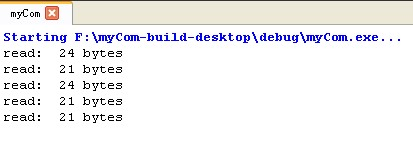 myCom
Starting F:\myCom-build-desktop\debug\myCom.exe...
read:  24 bytes
read:  21 bytes
read:  24 bytes
read:  21 bytes
read:  21 bytes